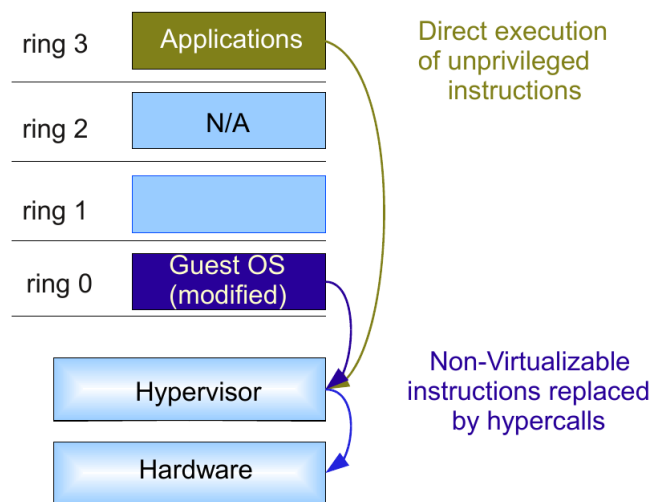 ring 3
Applications
Direct execution
of unprivileged
instructions
ring 2
N/A
ring 1
ring 0
Guest OS
(modified)
Hypervisor
Non-Virtualizable
instructions replaced
by hypercalls
Hardware